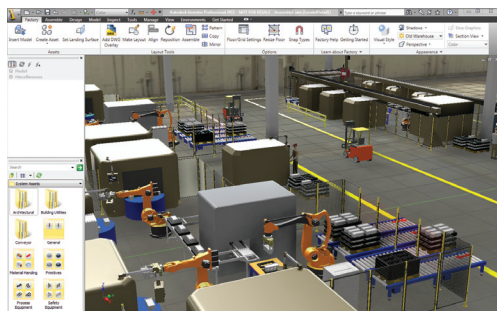 Factory Assemble Design Model Inspect Tools Manage View Environments Get Started
Insert Model Create Asset Set Landing Surface Add DWG Overlay Make Layout Align Reposition Assemble Pattern Copy Mirror Floor/Grid Settings Resize Floor Snap Types Factory Help Getting Started Visual Style Shadows Old Warehouse Perspective Section View Color
Assets Layout Tools Options Learn about Factory Appearance
Model
Search
System Assets
Architectural Building Utilities
Conveyor General
Material Handling Primitives
Process Equipment Safety Equipment